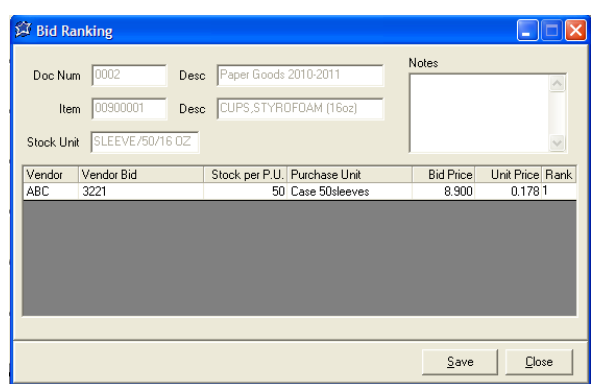 Bid Ranking
Doc Num 0002 Desc Paper Goods 2010-2011 Notes
Item 00900001 Desc CUPS,STYROFOAM (16oz)
Stock Unit SLEEVE/50/16 OZ
Vendor Vendor Bid Stock per P.U. Purchase Unit Bid Price Unit Price Rank
ABC 3221 50 Case 50sleeves 8.900 0.178 1
Save Close